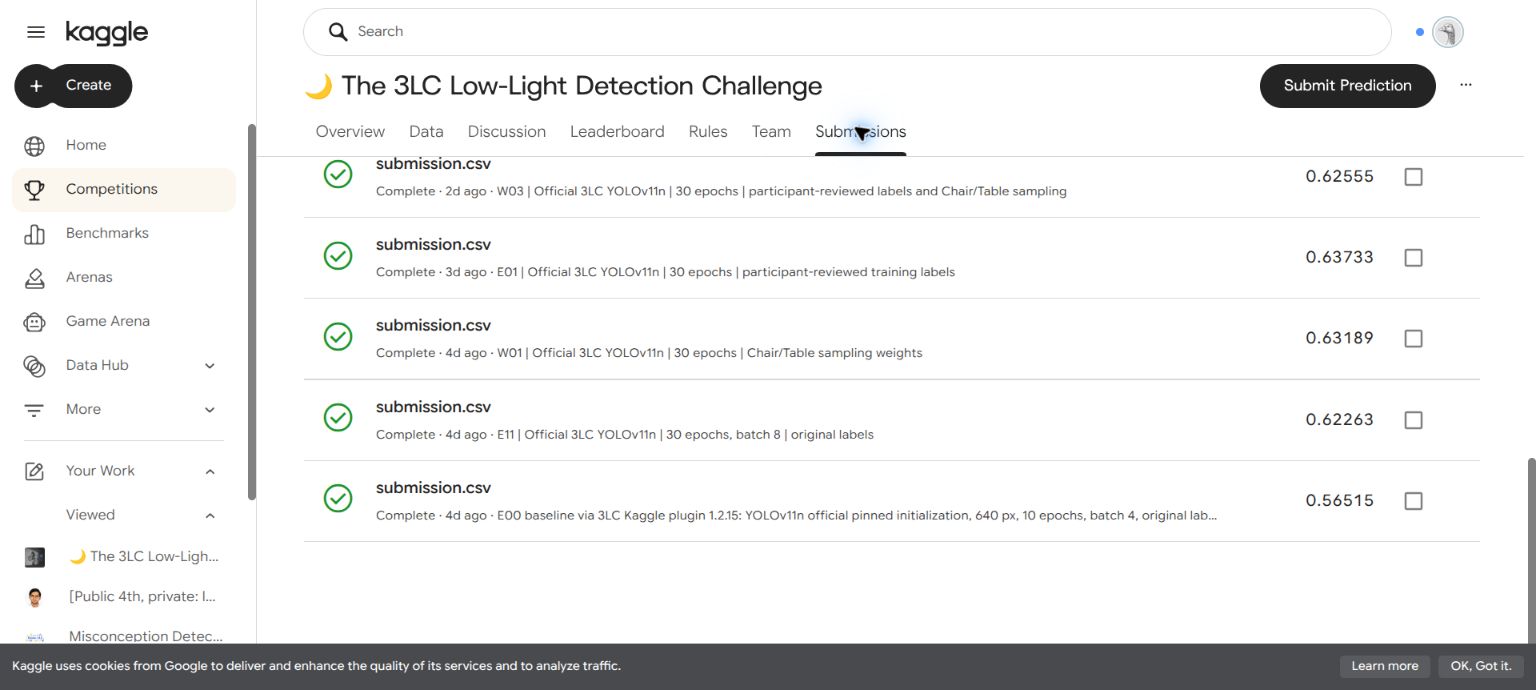 kaggle
Search
Create
🌙 The 3LC Low-Light Detection Challenge
Submit Prediction
Overview Data Discussion Leaderboard Rules Team Submissions
Home
Competitions
Benchmarks
Arenas
Game Arena
Data Hub
More
Your Work
Viewed
🌙 The 3LC Low-Ligh...
[Public 4th, private: l...
Misconception Detec...
submission.csv
Complete · 2d ago · W03 | Official 3LC YOLOv11n | 30 epochs | participant-reviewed labels and Chair/Table sampling
0.62555
submission.csv
Complete · 3d ago · E01 | Official 3LC YOLOv11n | 30 epochs | participant-reviewed training labels
0.63733
submission.csv
Complete · 4d ago · W01 | Official 3LC YOLOv11n | 30 epochs | Chair/Table sampling weights
0.63189
submission.csv
Complete · 4d ago · E11 | Official 3LC YOLOv11n | 30 epochs, batch 8 | original labels
0.62263
submission.csv
Complete · 4d ago · E00 baseline via 3LC Kaggle plugin 1.2.15: YOLOv11n official pinned initialization, 640 px, 10 epochs, batch 4, original lab...
0.56515
Kaggle uses cookies from Google to deliver and enhance the quality of its services and to analyze traffic.
Learn more
OK, Got it.